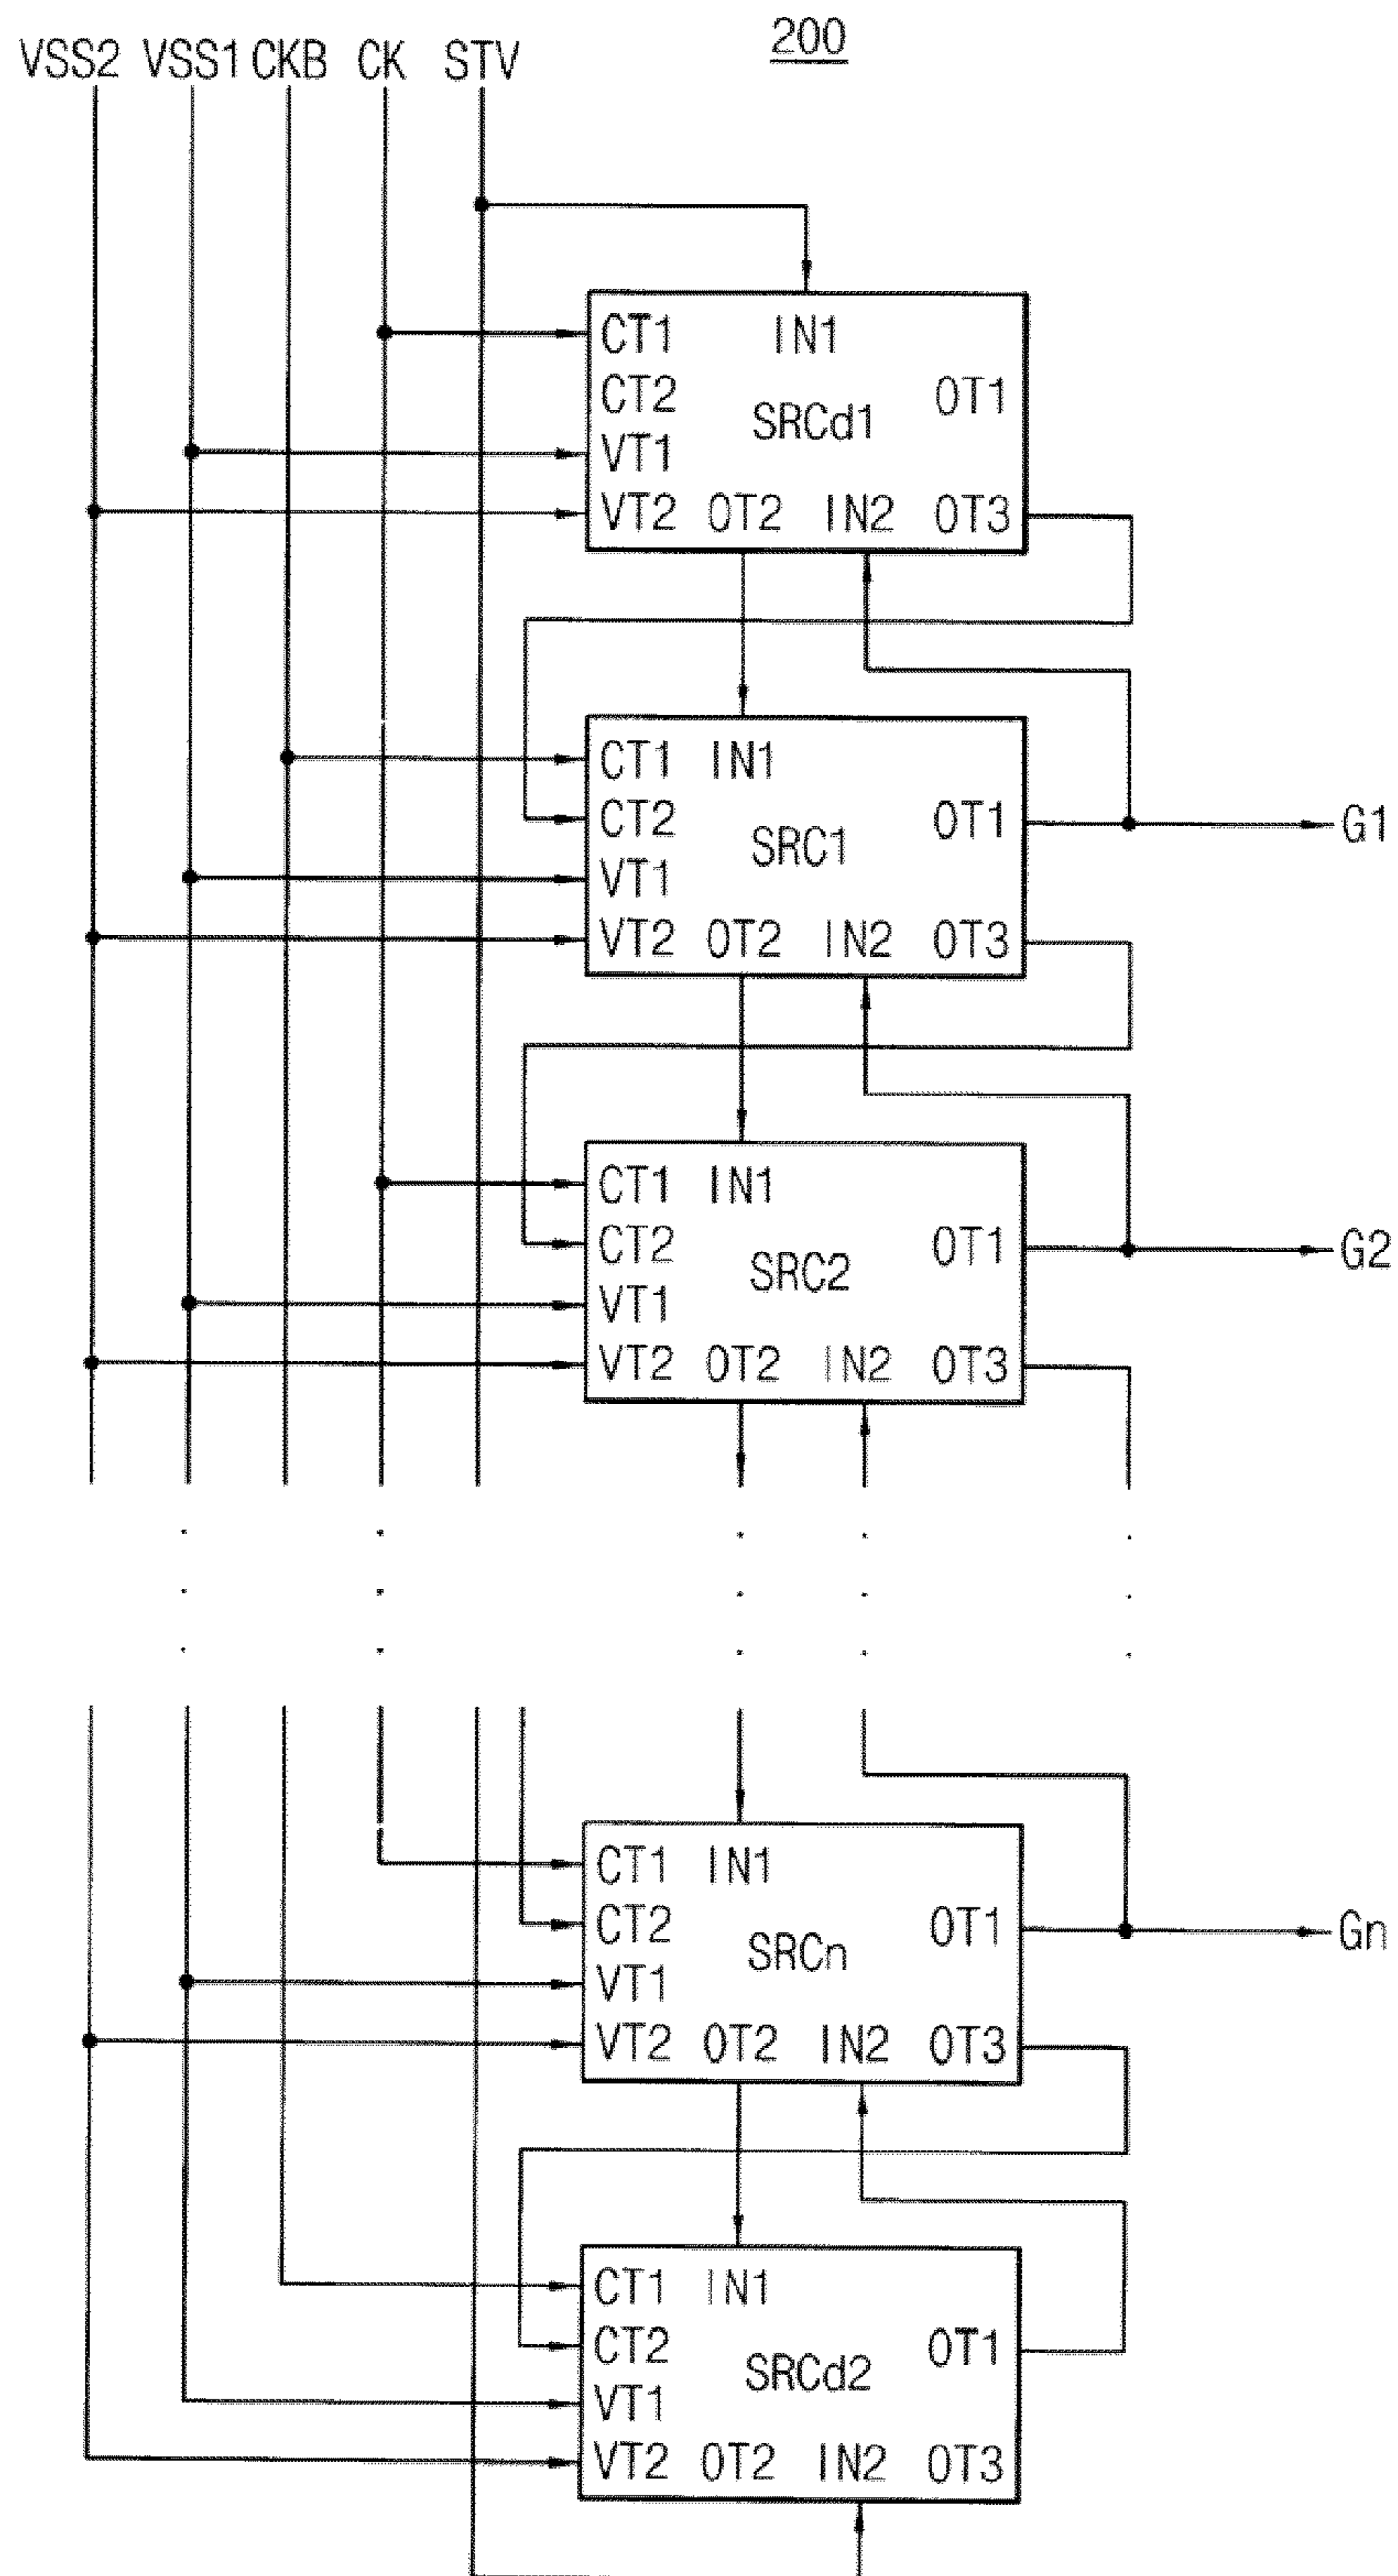 200
VSS2 VSS1 CKB CK STV
CT1 IN1
CT2 OT1
SRCd1
VT1
VT2 OT2 IN2 OT3
CT1 IN1
CT2 OT1 G1
SRC1
VT1
VT2 OT2 IN2 OT3
CT1 IN1
CT2 OT1 G2
SRC2
VT1
VT2 OT2 IN2 OT3
CT1 IN1
CT2 OT1 Gn
SRCn
VT1
VT2 OT2 IN2 OT3
CT1 IN1
CT2 OT1
SRCd2
VT1
VT2 OT2 IN2 OT3